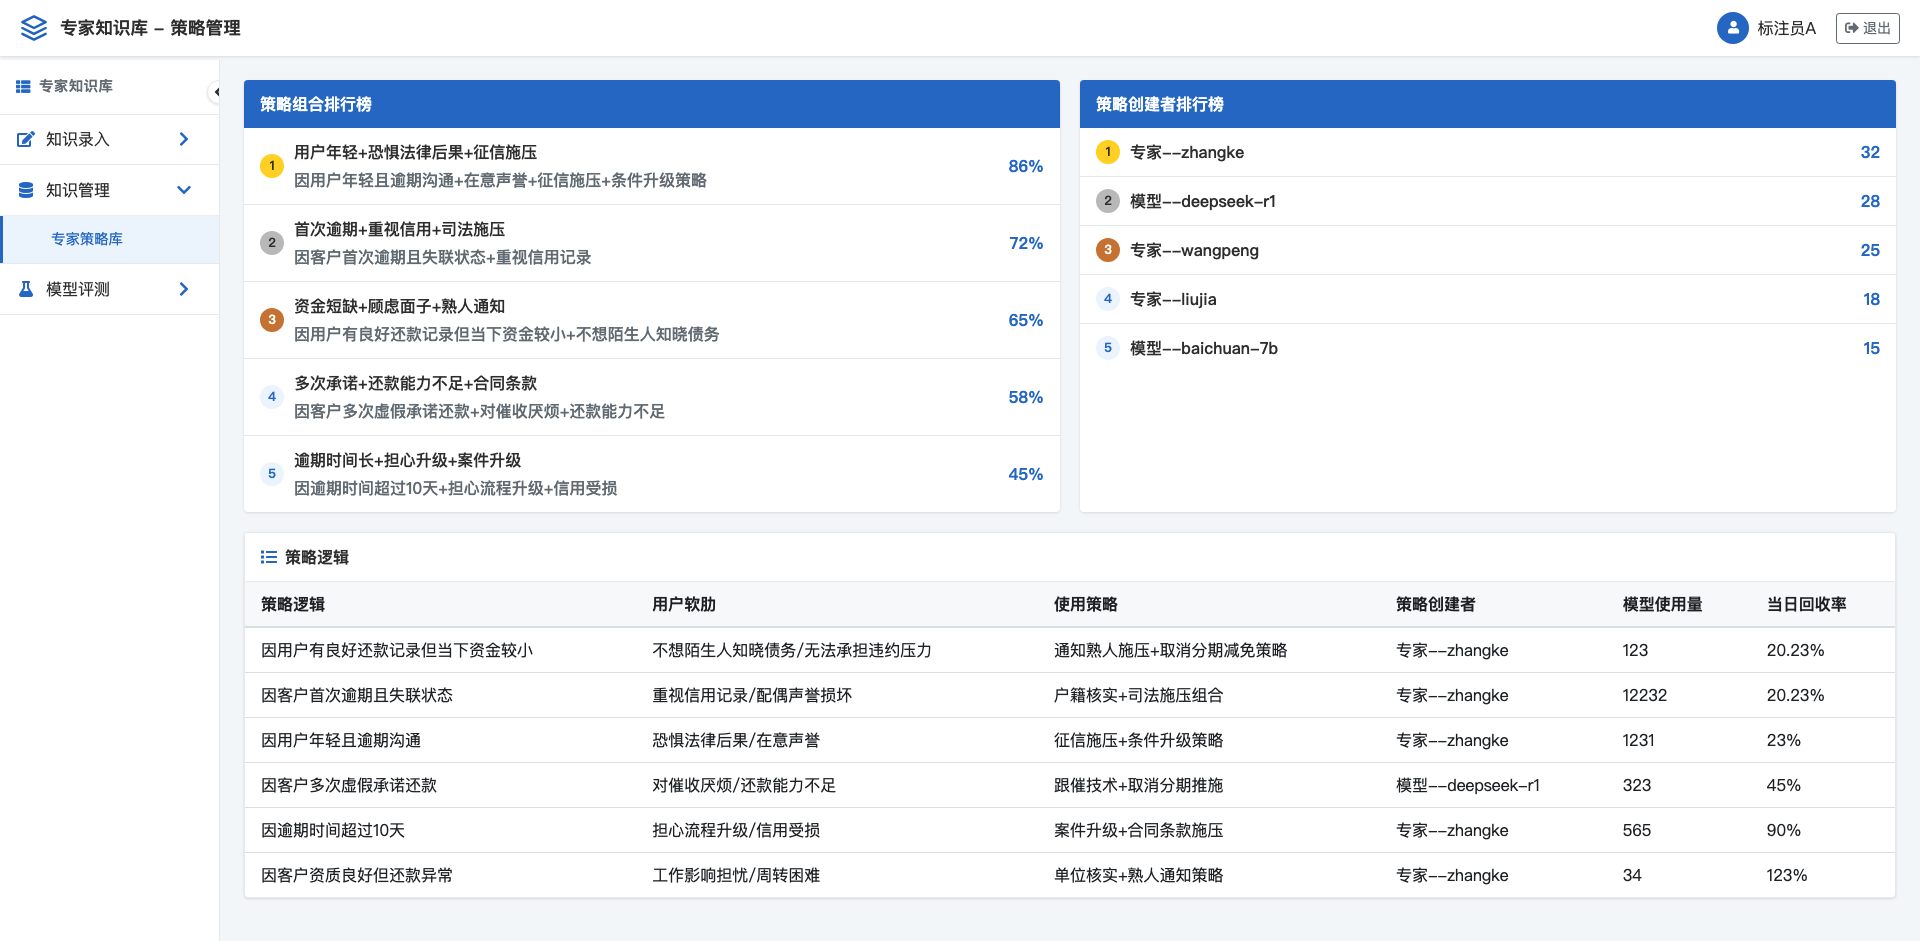 专家知识库 - 策略管理
标注员A
退出
专家知识库
知识录入
知识管理
专家策略库
模型评测
策略组合排行榜
1
用户年轻+恐惧法律后果+征信施压
因用户年轻且逾期沟通+在意声誉+征信施压+条件升级策略
86%
2
首次逾期+重视信用+司法施压
因客户首次逾期且失联状态+重视信用记录
72%
3
资金短缺+顾虑面子+熟人通知
因用户有良好还款记录但当下资金较小+不想陌生人知晓债务
65%
4
多次承诺+还款能力不足+合同条款
因客户多次虚假承诺还款+对催收厌烦+还款能力不足
58%
5
逾期时间长+担心升级+案件升级
因逾期时间超过10天+担心流程升级+信用受损
45%
策略创建者排行榜
1 专家--zhangke 32
2 模型--deepseek-r1 28
3 专家--wangpeng 25
4 专家--liujia 18
5 模型--baichuan-7b 15
策略逻辑
策略逻辑 用户软肋 使用策略 策略创建者 模型使用量 当日回收率
因用户有良好还款记录但当下资金较小 不想陌生人知晓债务/无法承担违约压力 通知熟人施压+取消分期减免策略 专家--zhangke 123 20.23%
因客户首次逾期且失联状态 重视信用记录/配偶声誉损坏 户籍核实+司法施压组合 专家--zhangke 12232 20.23%
因用户年轻且逾期沟通 恐惧法律后果/在意声誉 征信施压+条件升级策略 专家--zhangke 1231 23%
因客户多次虚假承诺还款 对催收厌烦/还款能力不足 跟催技术+取消分期推施 模型--deepseek-r1 323 45%
因逾期时间超过10天 担心流程升级/信用受损 案件升级+合同条款施压 专家--zhangke 565 90%
因客户资质良好但还款异常 工作影响担忧/周转困难 单位核实+熟人通知策略 专家--zhangke 34 123%